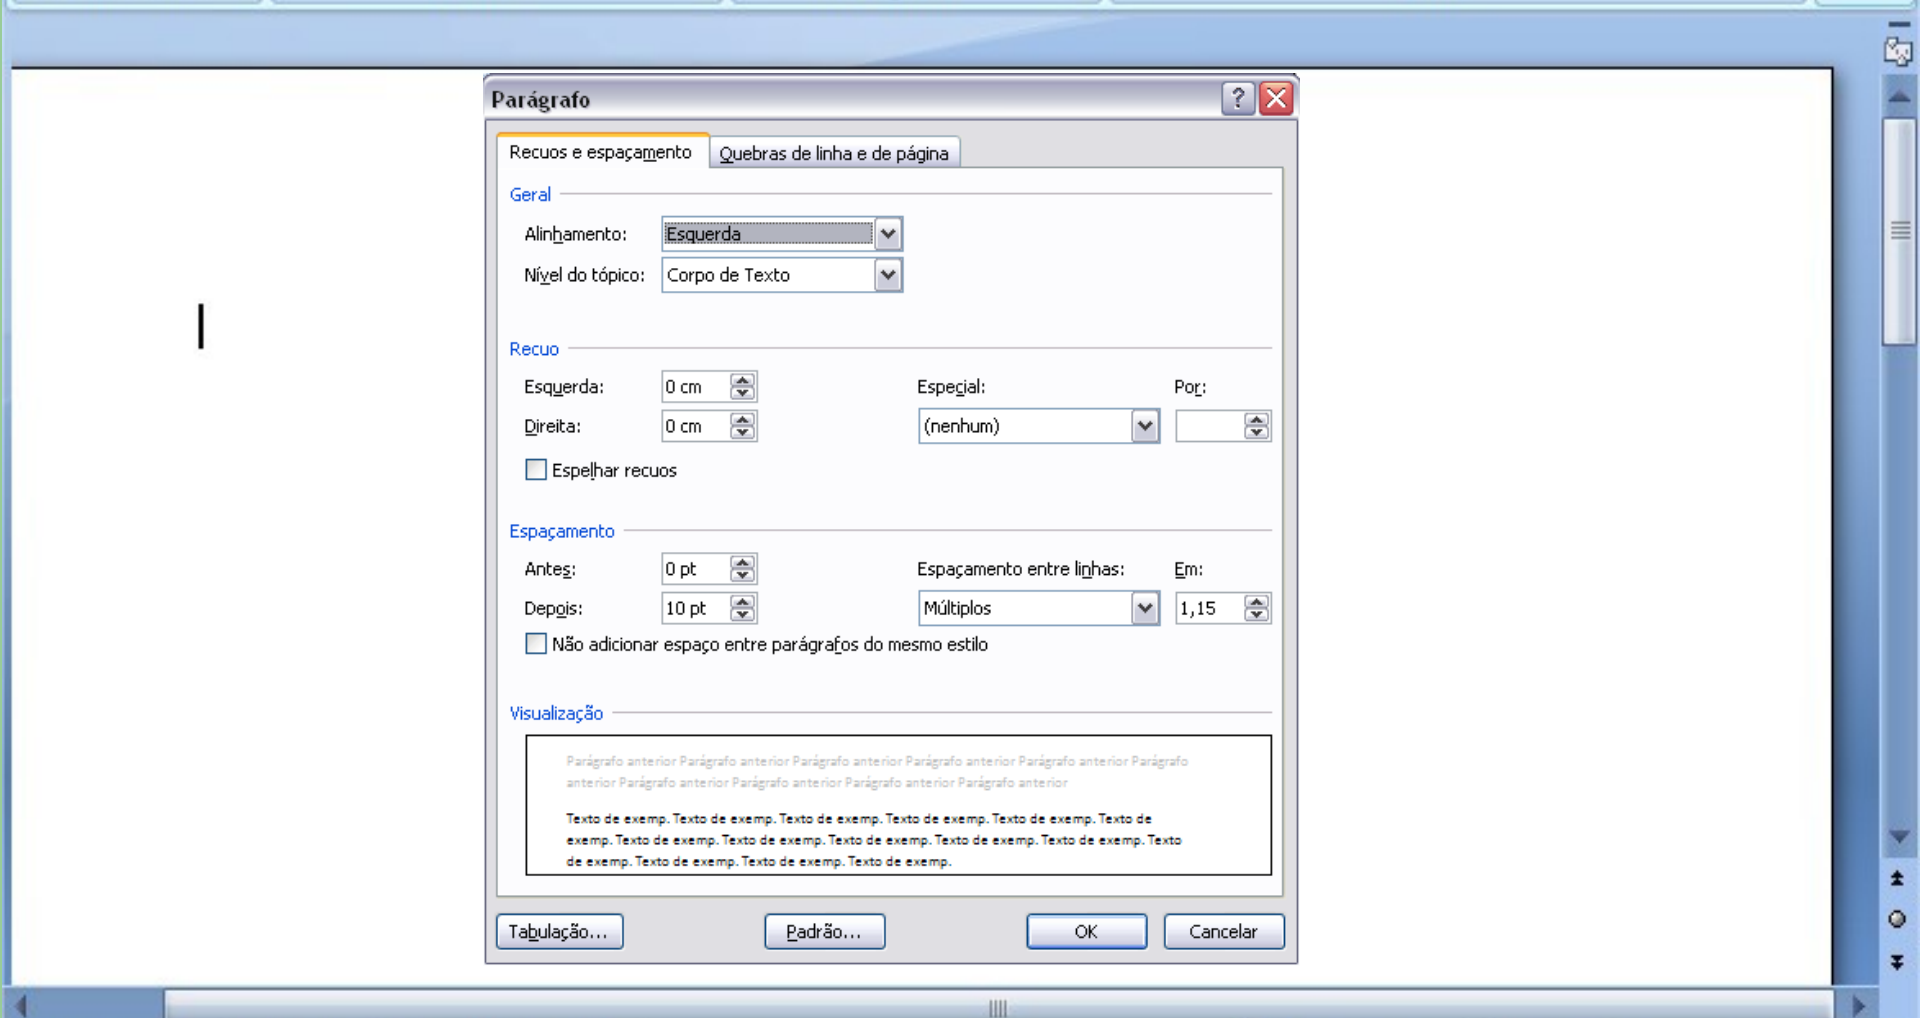 Parágrafo
Recuos e espaçamento Quebras de linha e de página
Geral
Alinhamento: Esquerda
Nível do tópico: Corpo de Texto
Recuo
Esquerda: 0 cm Especial: Por:
Direita: 0 cm (nenhum)
Espelhar recuos
Espaçamento
Antes: 0 pt Espaçamento entre linhas: Em:
Depois: 10 pt Múltiplos 1,15
Não adicionar espaço entre parágrafos do mesmo estilo
Visualização
Parágrafo anterior Parágrafo anterior Parágrafo anterior Parágrafo anterior Parágrafo anterior Parágrafo
anterior Parágrafo anterior Parágrafo anterior Parágrafo anterior Parágrafo anterior
Texto de exemp. Texto de exemp. Texto de exemp. Texto de exemp. Texto de exemp. Texto de
exemp. Texto de exemp. Texto de exemp. Texto de exemp. Texto de exemp. Texto de exemp. Texto
de exemp. Texto de exemp. Texto de exemp. Texto de exemp.
Tabulação... Padrão... OK Cancelar